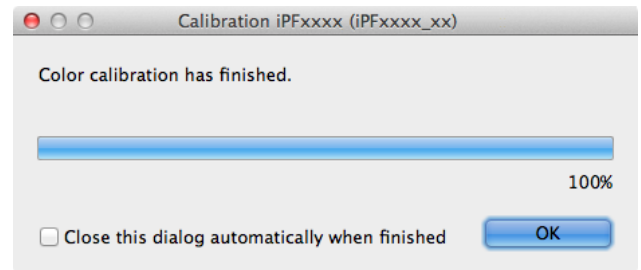 Calibration iPFxxxx (iPFxxxx_xx)
Color calibration has finished.
100%
Close this dialog automatically when finished
OK